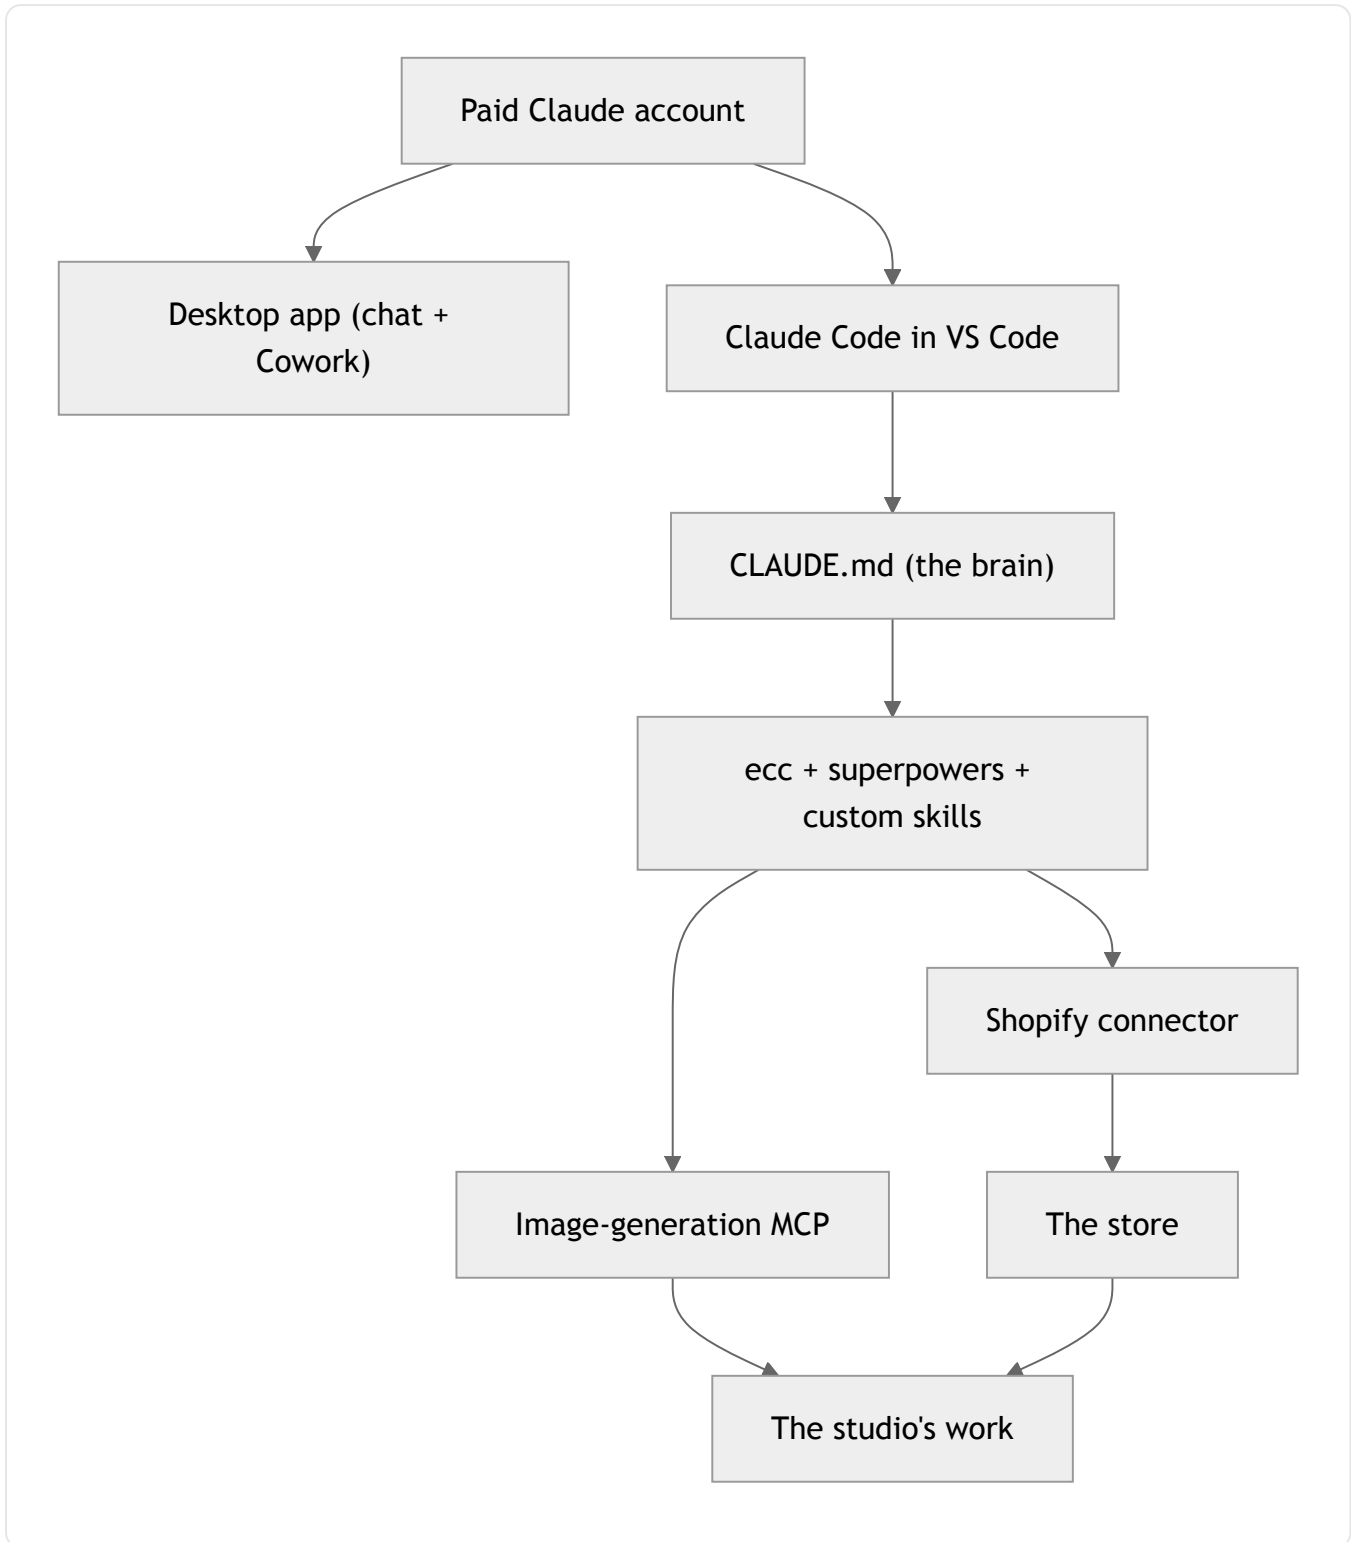 Paid Claude account
Desktop app (chat +
Cowork)
Claude Code in VS Code
CLAUDE.md (the brain)
ecc + superpowers +
custom skills
Shopify connector
Image-generation MCP
The store
The studio's work